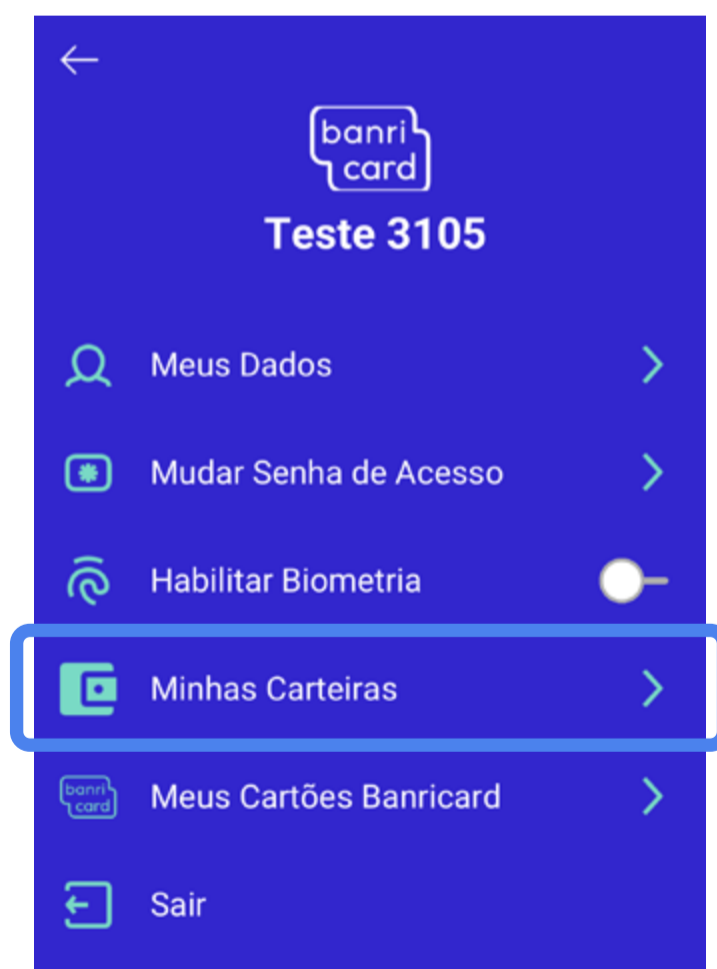 banri
card
Teste 3105
Meus Dados
Mudar Senha de Acesso
Habilitar Biometria
Minhas Carteiras
banri
card
Meus Cartões Banricard
Sair